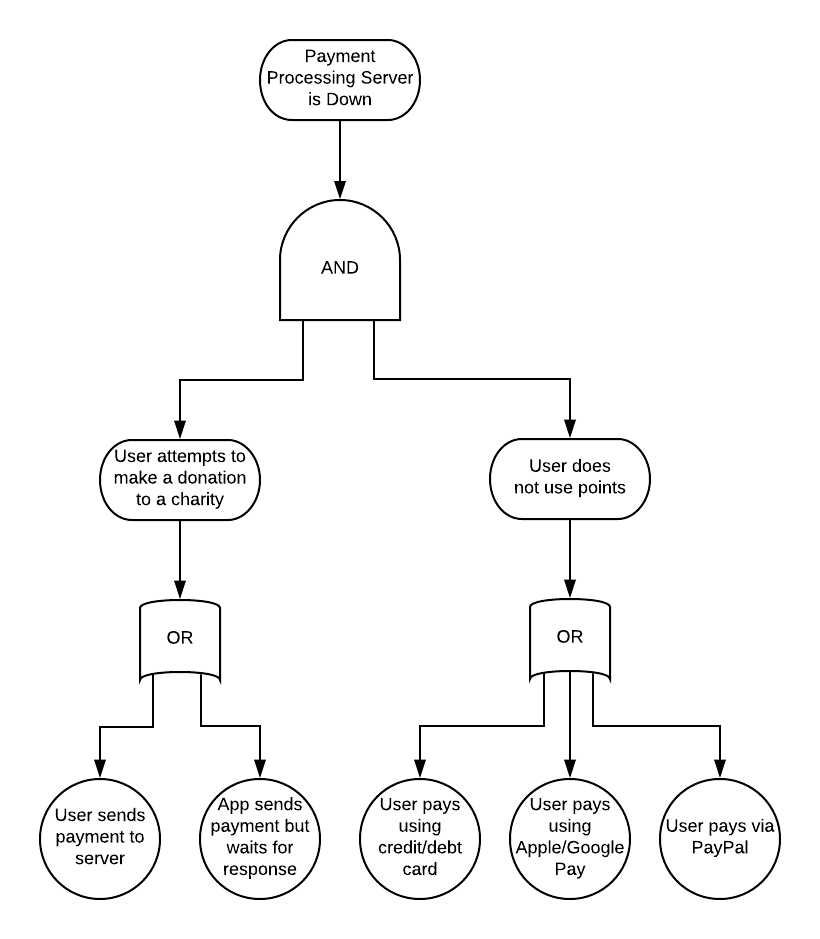 Payment
Processing Server
is Down
AND
User attempts to
make a donation
to a charity
User does
not use points
OR
OR
User sends
payment to
server
App sends
payment but
waits for
response
User pays
using
credit/debt
card
User pays
using
Apple/Google
Pay
User pays via
PayPal